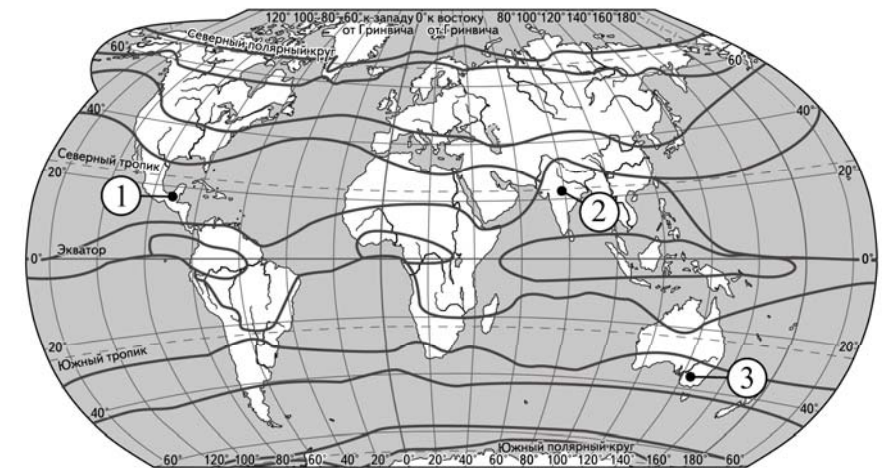 120° 100° 80° 60° к западу 0° к востоку 80° 100° 120° 140° 160° 180°
от Гринвича от Гринвича
Северный полярный круг
60° 60°
40° 40°
Северный тропик
20° 20°
1
2
Экватор
0° 0°
20° 20°
Южный тропик
3
40° 40°
Южный полярный круг
60° 120° 100° 80° 60° 40° 20° 0° 20° 40° 60° 80° 100° 120° 140° 160° 180° 60°